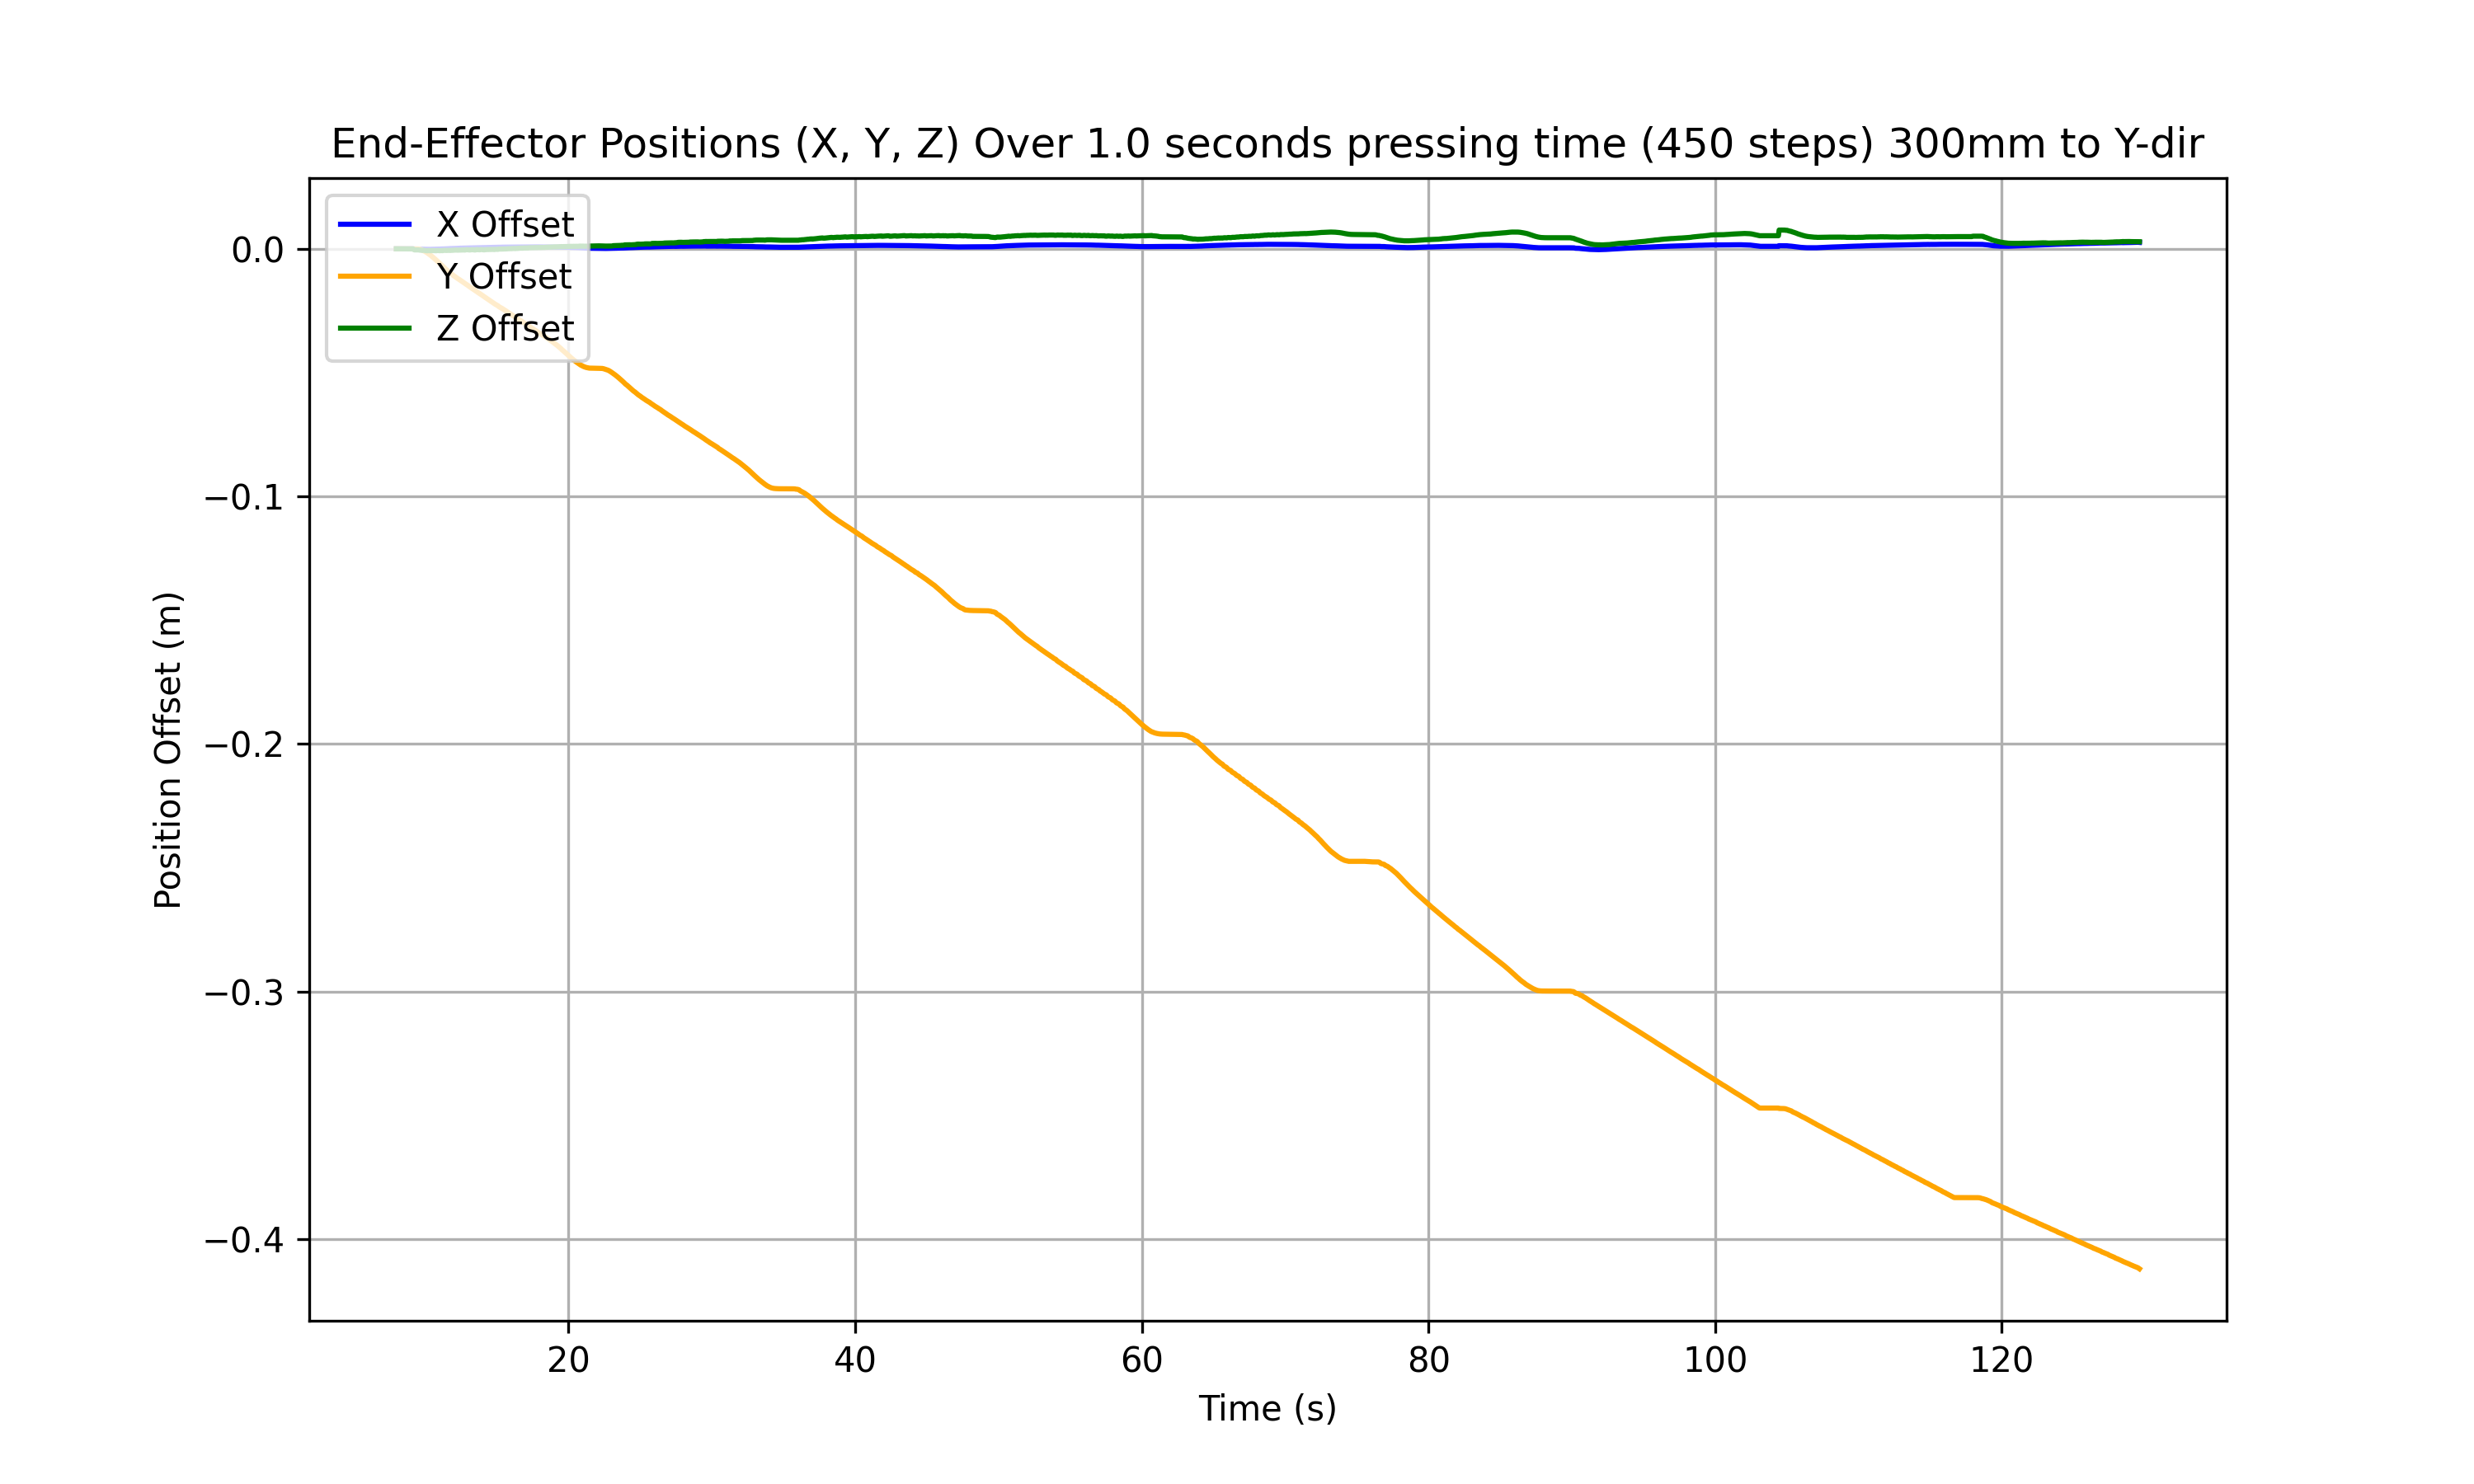 End-Effector Positions (X, Y, Z) Over 1.0 seconds pressing time (450 steps) 300mm to Y-dir
X Offset
Y Offset
Z Offset
0.0
−0.1
−0.2
−0.3
−0.4
Position Offset (m)
20 40 60 80 100 120
Time (s)